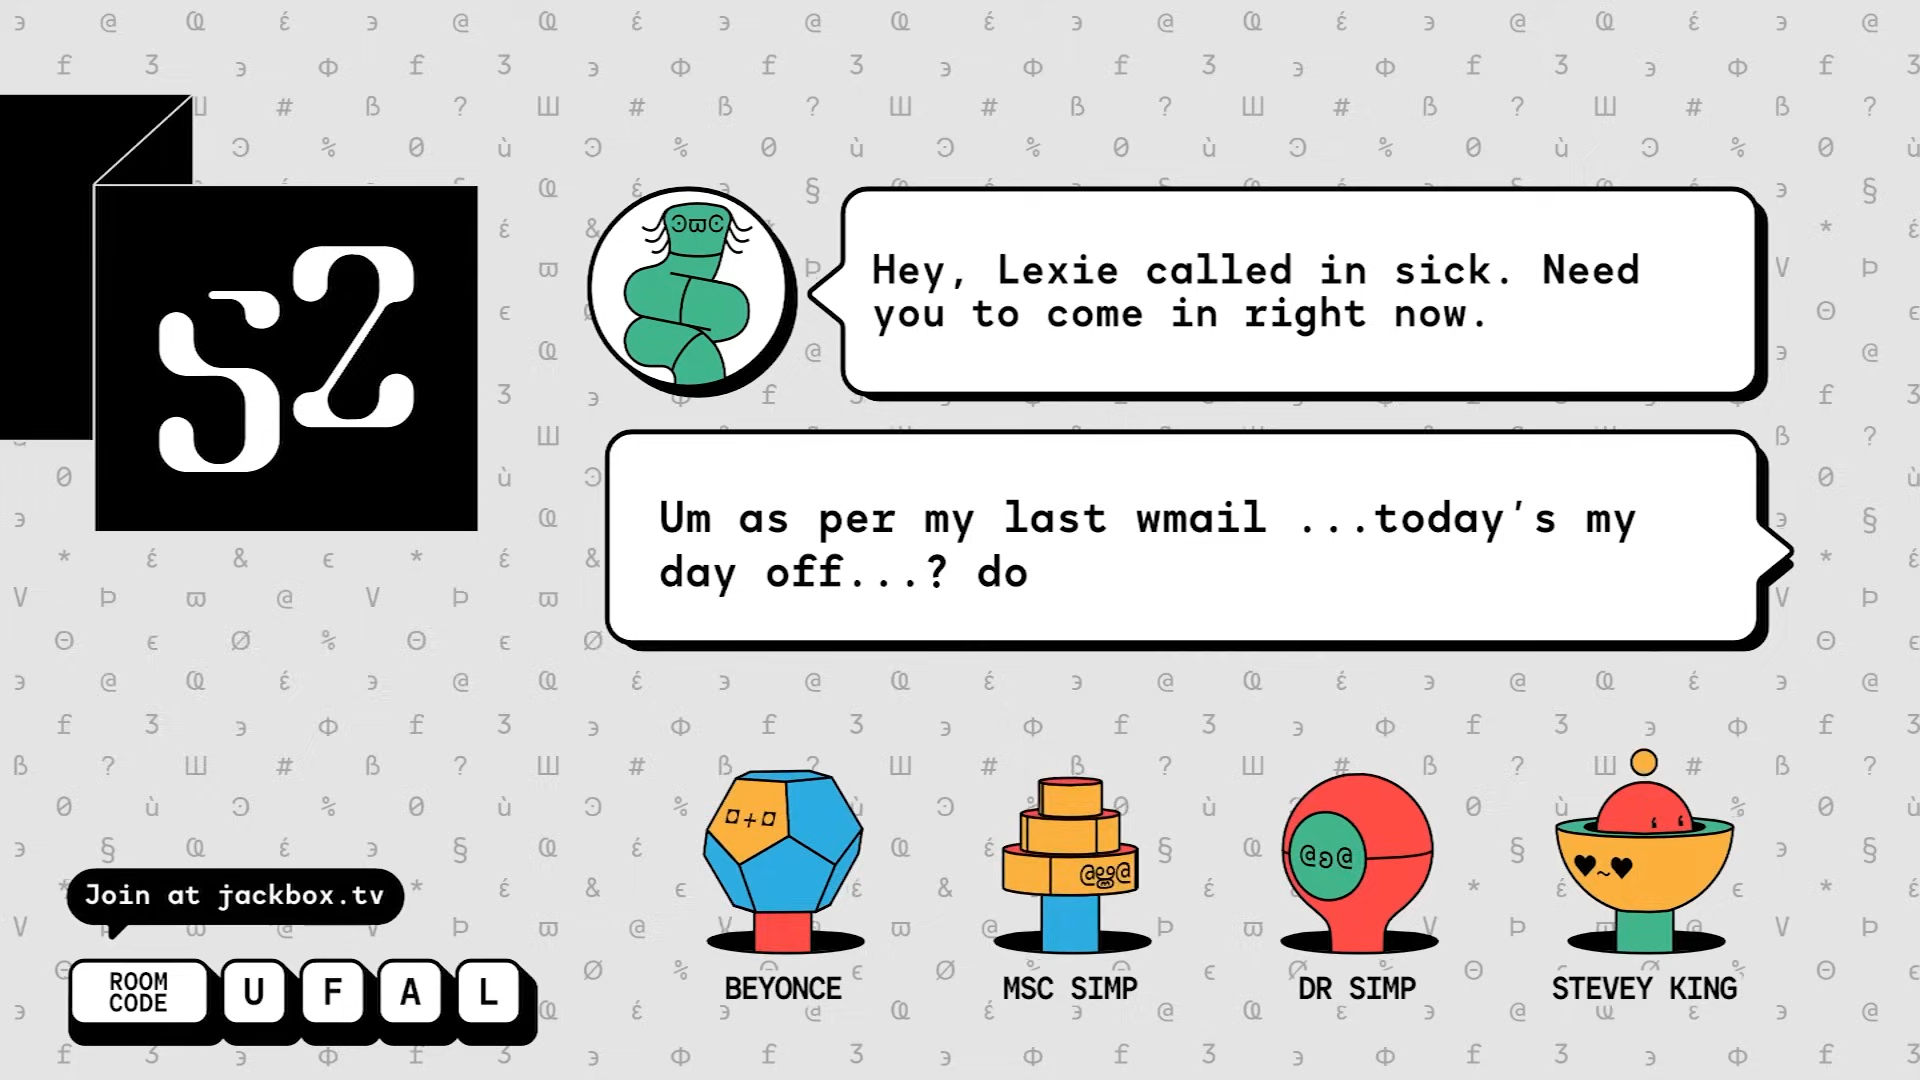 52
Hey, Lexie called in sick. Need
you to come in right now.
Um as per my last wmail ...today's my
day off...? do
Join at jackbox.tv
ROOM
CODE
U F A L
BEYONCE
MSC SIMP
DR SIMP
STEVEY KING